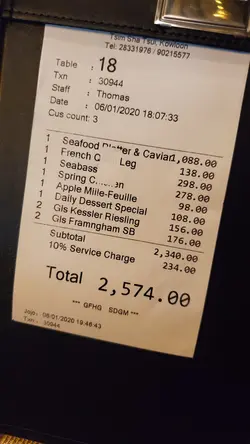 Tsim Sha Tsui, Kowloon
Tel: 28331976 / 90215577
Table : 18
Txn : 30944
Staff : Thomas
Date : 06/01/2020 18:07:33
Cus count: 3
1 Seafood Platter & Caviar 1,088.00
1 French Leg 138.00
1 Seabass 298.00
1 Spring 278.00
1 Apple Mille-Feuille 98.00
1 Daily Dessert Special 108.00
2 Gls Kessler Riesling 156.00
2 Gls Framngham SB 176.00
Subtotal 2,340.00
10% Service Charge 234.00
Total 2,574.00
*** GFHG SDGM ***
06/01/2020 19:46:43
30944